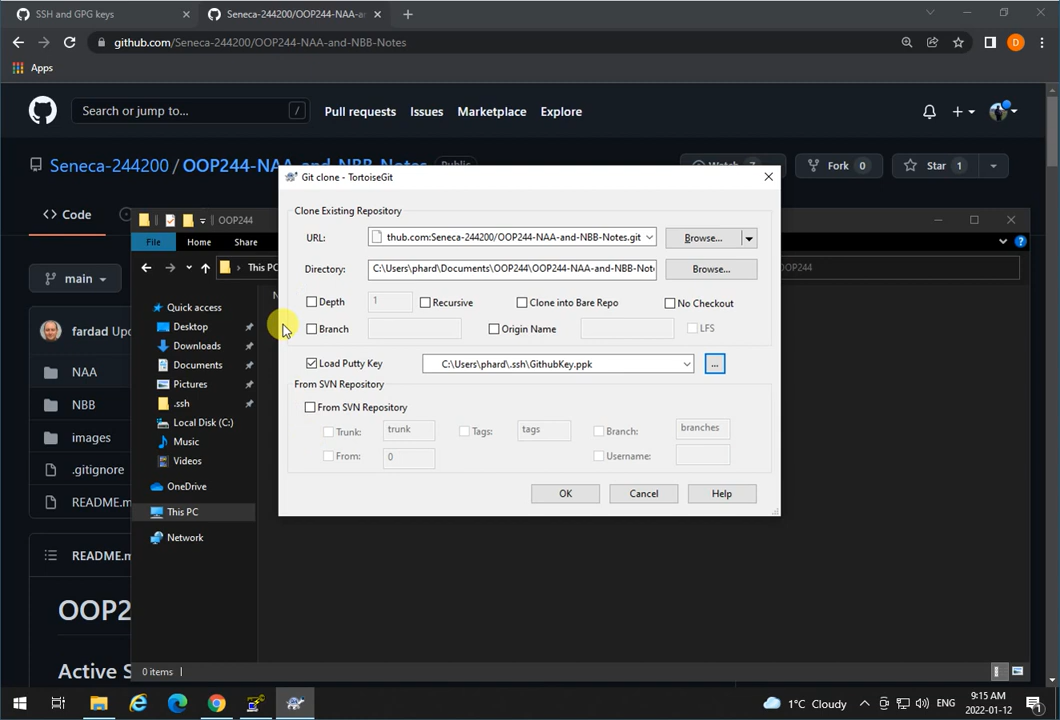 SSH and GPG keys
Seneca-244200/OOP244-NAA-and-
github.com/Seneca-244200/OOP244-NAA-and-NBB-Notes
D
Apps
Search or jump to...
/
Pull requests
Issues
Marketplace
Explore
Seneca-244200 / OOP244-NAA-and-NBB-Notes
Public
Watch
7
Fork 0
Star 1
Code
main
fardad Upd
NAA
NBB
images
.gitignore
README.m
README.m
OOP2
Active S
OOP244
File
Home
Share
This PC
OOP244
Quick access
Desktop
Downloads
Documents
Pictures
.ssh
Local Disk (C:)
Music
Videos
OneDrive
This PC
Network
0 items
Git clone - TortoiseGit
Clone Existing Repository
URL:
thub.com:Seneca-244200/OOP244-NAA-and-NBB-Notes.git
Browse...
Directory:
C:\Users\phard\Documents\OOP244\OOP244-NAA-and-NBB-Note
Browse...
Depth
1
Recursive
Clone into Bare Repo
No Checkout
Branch
Origin Name
LFS
Load Putty Key
C:\Users\phard\.ssh\GithubKey.ppk
...
From SVN Repository
From SVN Repository
Trunk:
trunk
Tags:
tags
Branch:
branches
From:
0
Username:
OK
Cancel
Help
1°C Cloudy
ENG
9:15 AM
2022-01-12
1